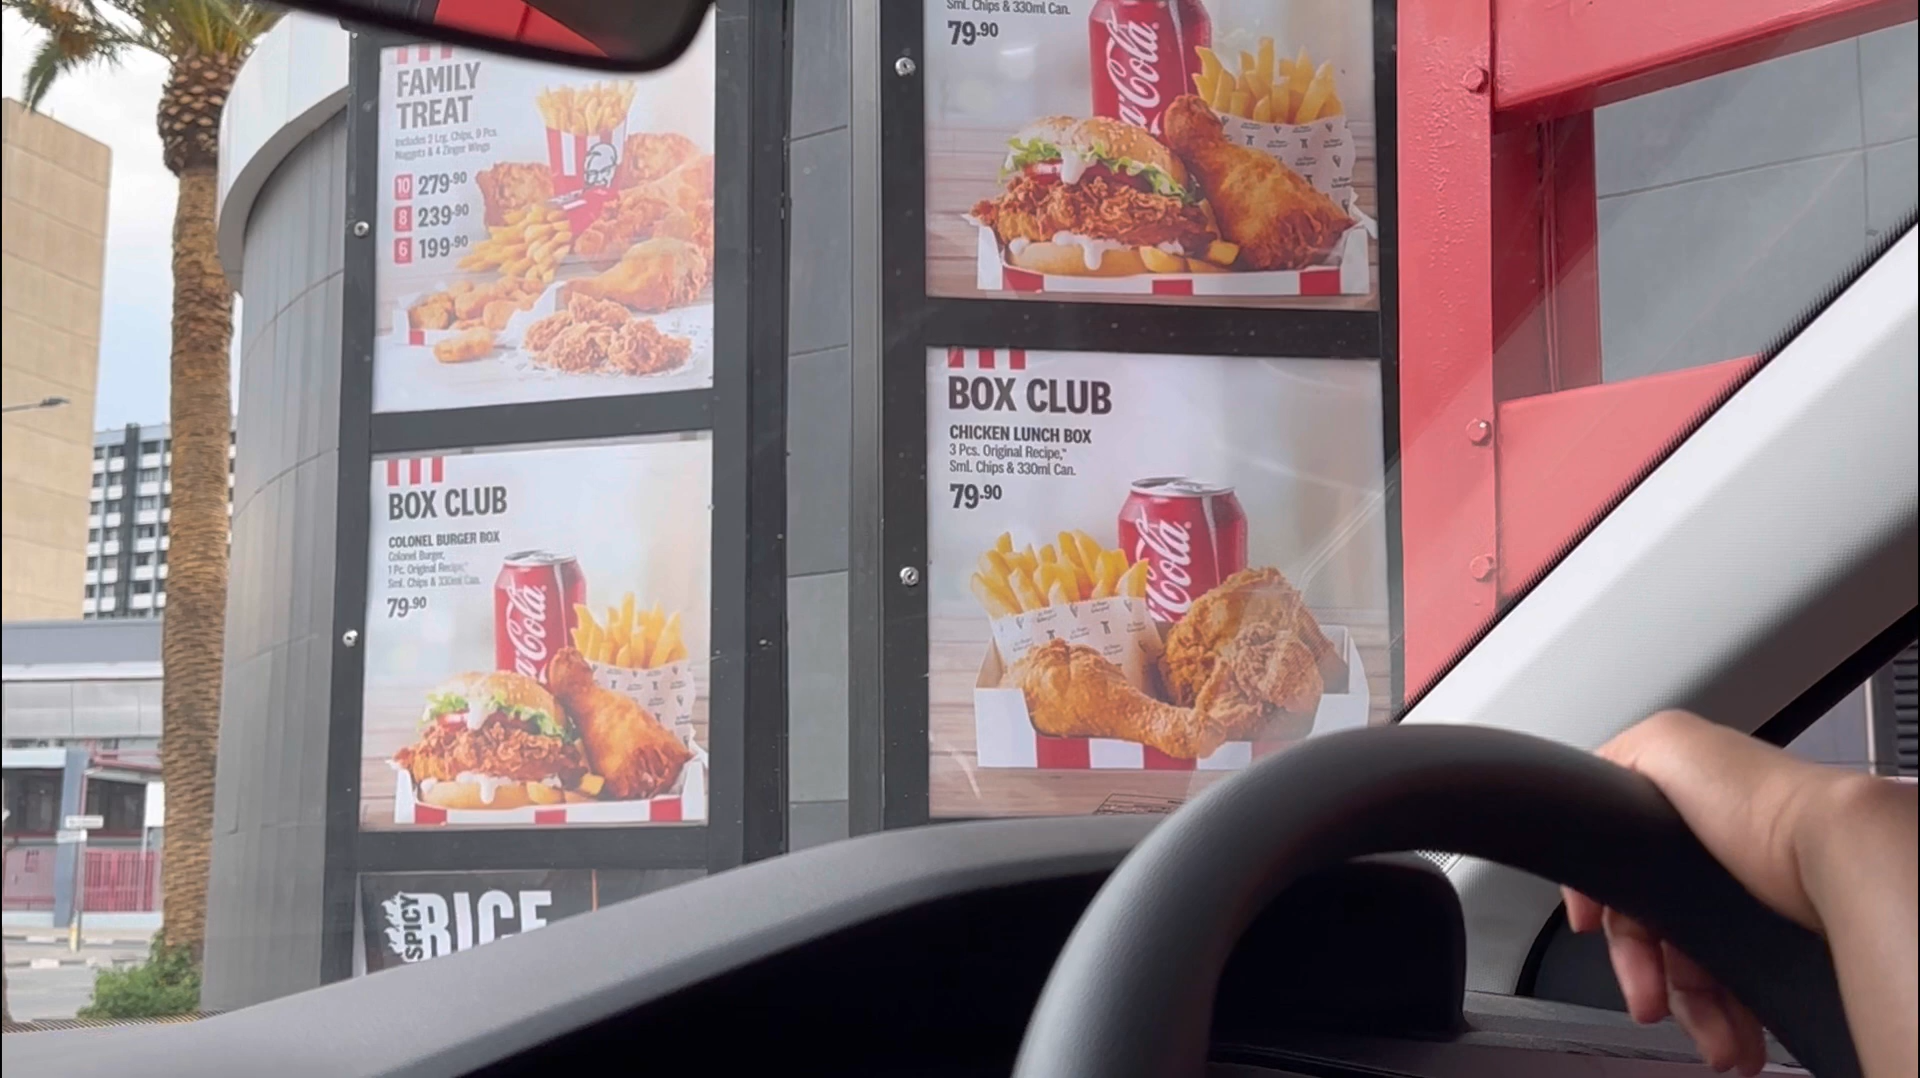 FAMILY
TREAT
Includes 2 Lrg. Chips, 9 Pcs.
Nuggets & 4 Zinger Wings
10 279.90
8 239.90
6 199.90
BOX CLUB
COLONEL BURGER BOX
Colonel Burger,
1 Pc. Original Recipe,"
Sml. Chips & 330ml Can.
79.90
Coca-Cola
SPICY
RICE
Sml. Chips & 330ml Can.
79.90
Coca-Cola
BOX CLUB
CHICKEN LUNCH BOX
3 Pcs. Original Recipe,"
Sml. Chips & 330ml Can.
79.90
Coca-Cola